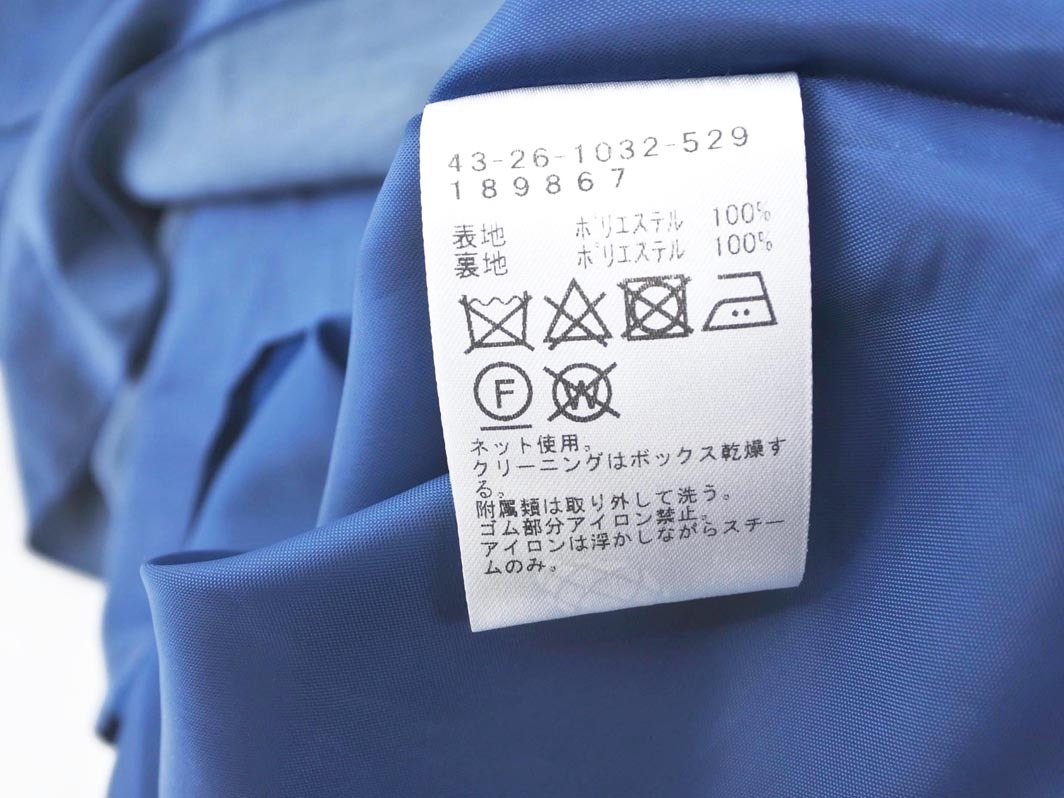 43-26-1032-529
189867
表地 ポリエステル 100%
裏地 ポリエステル 100%
F
W
ネット使用。
クリーニングはボックス乾燥す
る。
附属類は取り外して洗う。
ゴム部分アイロン禁止。
アイロンは浮かしながらスチー
ムのみ。